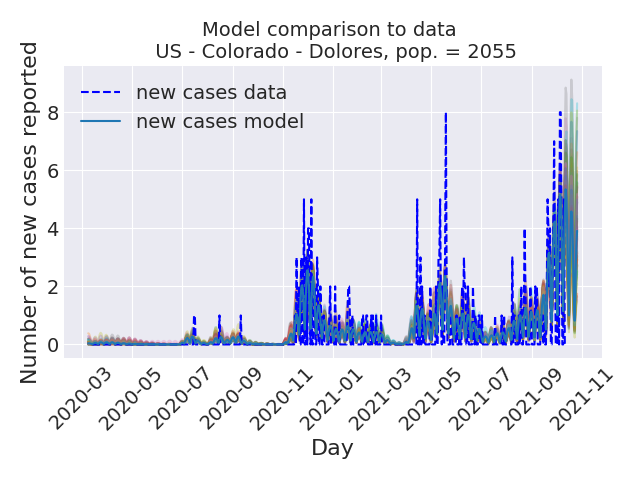 Model comparison to data
US - Colorado - Dolores, pop. = 2055
Number of new cases reported
new cases data
new cases model
8
6
4
2
0
2020-03
2020-05
2020-07
2020-09
2020-11
2021-01
2021-03
2021-05
2021-07
2021-09
2021-11
Day